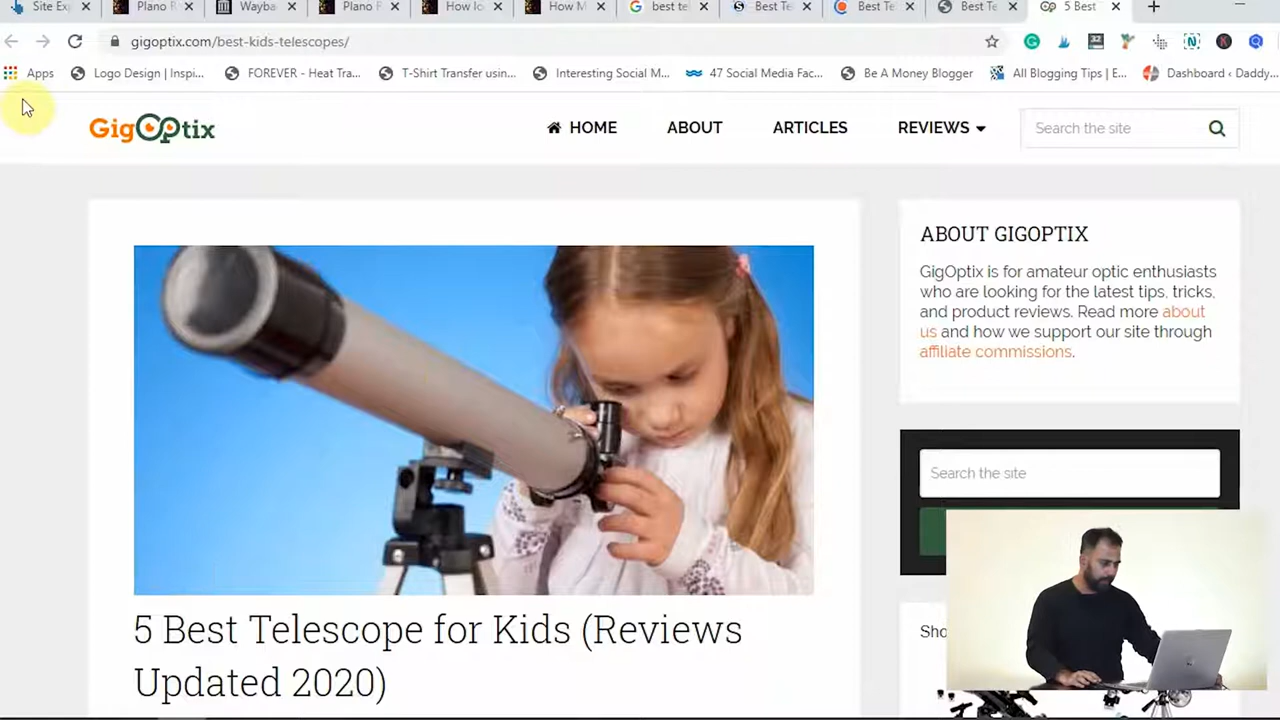 Site Ex
Plano R
Wayba
Plano F
How lo
How M
best tel
Best Te
Best Te
Best Te
5 Best
gigoptix.com/best-kids-telescopes/
32
N
K
Apps
Logo Design | Inspi...
FOREVER - Heat Tra...
T-Shirt Transfer usin...
Interesting Social M...
47 Social Media Fac...
Be A Money Blogger
All Blogging Tips | E...
Dashboard ‹ Daddy...
GigOptix
HOME
ABOUT
ARTICLES
REVIEWS
Search the site
ABOUT GIGOPTIX
GigOptix is for amateur optic enthusiasts
who are looking for the latest tips, tricks,
and product reviews. Read more about
us and how we support our site through
affiliate commissions.
Search the site
Sho
5 Best Telescope for Kids (Reviews
Updated 2020)